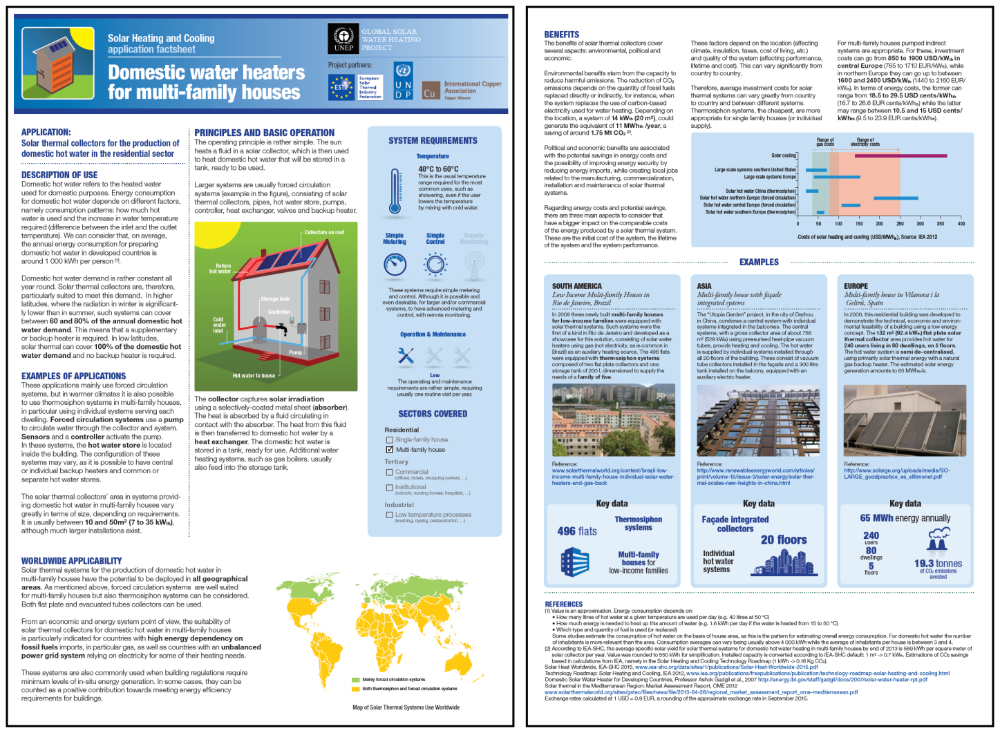 Solar Heating and Cooling
application factsheet
Domestic water heaters
for multi-family houses
UNEP
GLOBAL SOLAR
WATER HEATING
PROJECT
Project partners:
ESTIF
European
Solar
Thermal
Industry
Federation
U N
D P
Cu
International Copper
Association
Copper Alliance
APPLICATION:
Solar thermal collectors for the production of
domestic hot water in the residential sector
DESCRIPTION OF USE
Domestic hot water refers to the heated water
used for domestic purposes. Energy consumption
for domestic hot water depends on different factors,
namely consumption patterns: how much hot
water is used and the increase in water temperature
required (difference between the inlet and the outlet
temperature). We can consider that, on average,
the annual energy consumption for preparing
domestic hot water in developed countries is
around 1 000 kWh per person (1).
Domestic hot water demand is rather constant all
year round. Solar thermal collectors are, therefore,
particularly suited to meet this demand. In higher
latitudes, where the radiation in winter is significant-
ly lower than in summer, such systems can cover
between 60 and 80% of the annual domestic hot
water demand. This means that a supplementary
or backup heater is required. In low latitudes,
solar thermal can cover 100% of the domestic hot
water demand and no backup heater is required.
EXAMPLES OF APPLICATIONS
These applications mainly use forced circulation
systems, but in warmer climates it is also possible
to use thermosiphon systems in multi-family houses,
in particular using individual systems serving each
dwelling. Forced circulation systems use a pump
to circulate water through the collector and system.
Sensors and a controller activate the pump.
In these systems, the hot water store is located
inside the building. The configuration of these
systems may vary, as it is possible to have central
or individual backup heaters and common or
separate hot water stores.
The solar thermal collectors' area in systems provid-
ing domestic hot water in multi-family houses vary
greatly in terms of size, depending on requirements.
It is usually between 10 and 50m² (7 to 35 kWth),
although much larger installations exist.
PRINCIPLES AND BASIC OPERATION
The operating principle is rather simple. The sun
heats a fluid in a solar collector, which is then used
to heat domestic hot water that will be stored in a
tank, ready to be used.
Larger systems are usually forced circulation
systems (example in the figure), consisting of solar
thermal collectors, pipes, hot water store, pumps,
controller, heat exchanger, valves and backup heater.
Collectors on roof
Return
hot water
Storage tank
Controller
Cold
water
inlet
Pump
Hot water to house
The collector captures solar irradiation
using a selectively-coated metal sheet (absorber).
The heat is absorbed by a fluid circulating in
contact with the absorber. The heat from this fluid
is then transferred to domestic hot water by a
heat exchanger. The domestic hot water is
stored in a tank, ready for use. Additional water
heating systems, such as gas boilers, usually
also feed into the storage tank.
SYSTEM REQUIREMENTS
Temperature
40°C to 60°C
This is the usual temperature
range required for the most
common uses, such as
showering, even if the user
lowers the temperature
by mixing with cold water.
Simple
Metering
Simple
Control
Remote
Monitoring
These systems require simple metering
and control. Although it is possible and
even desirable, for larger and/or commercial
systems, to have advanced metering and
control, with remote monitoring.
Operation & Maintenance
Low
The operating and maintenance
requirements are rather simple, requiring
usually one routine visit per year.
SECTORS COVERED
Residential
Single-family house
Multi-family house
Tertiary
Commercial
(offices, hotels, shopping centers, ...)
Institutional
(schools, nursing homes, hospitals, ...)
Industrial
Low temperature processes
(washing, dyeing, pasteurization, ...)
WORLDWIDE APPLICABILITY
Solar thermal systems for the production of domestic hot water in
multi-family houses have the potential to be deployed in all geographical
areas. As mentioned above, forced circulation systems are well suited
for multi-family houses but also thermosiphon systems can be considered.
Both flat plate and evacuated tubes collectors can be used.
From an economic and energy system point of view, the suitability of
solar thermal collectors for domestic hot water in multi-family houses
is particularly indicated for countries with high energy dependency on
fossil fuels imports, in particular gas, as well as countries with an unbalanced
power grid system relying on electricity for some of their heating needs.
These systems are also commonly used when building regulations require
minimum levels of in-situ energy generation. In some cases, they can be
counted as a positive contribution towards meeting energy efficiency
requirements for buildings.
Mainly forced circulation systems
Both thermosiphon and forced circulation systems
Map of Solar Thermal Systems Use Worldwide
BENEFITS
The benefits of solar thermal collectors cover
several aspects: environmental, political and
economic.
Environmental benefits stem from the capacity to
reduce harmful emissions. The reduction of CO₂
emissions depends on the quantity of fossil fuels
replaced directly or indirectly, for instance, when
the system replaces the use of carbon-based
electricity used for water heating. Depending on
the location, a system of 14 kWth (20 m²), could
generate the equivalent of 11 MWhth /year, a
saving of around 1.75 Mt CO₂ (2).
Political and economic benefits are associated
with the potential savings in energy costs and
the possibility of improving energy security by
reducing energy imports, while creating local jobs
related to the manufacturing, commercialization,
installation and maintenance of solar thermal
systems.
Regarding energy costs and potential savings,
there are three main aspects to consider that
have a bigger impact on the comparable costs
of the energy produced by a solar thermal system.
These are the initial cost of the system, the lifetime
of the system and the system performance.
These factors depend on the location (affecting
climate, insulation, taxes, cost of living, etc.)
and quality of the system (affecting performance,
lifetime and cost). This can vary significantly from
country to country.
Therefore, average investment costs for solar
thermal systems can vary greatly from country
to country and between different systems.
Thermosiphon systems, the cheapest, are more
appropriate for single family houses (or individual
supply).
For multi-family houses pumped indirect
systems are appropriate. For these, investment
costs can go from 850 to 1900 USD/kWth in
central Europe (765 to 1710 EUR/kWth), while
in northern Europe they can go up to between
1600 and 2400 USD/kWth (1440 to 2160 EUR/
kWth). In terms of energy costs, the former can
range from 18.5 to 29.5 USD cents/kWhth
(16.7 to 26.6 EUR cents/kWhth) while the latter
may range between 10.5 and 15 USD cents/
kWhth (9.5 to 23.9 EUR cents/kWhth).
Range of
gas costs
Range of
electricity costs
Solar cooling
Large scale systems southern United States
Large scale systems Europe
Solar hot water China (thermosiphon)
Solar hot water northern Europe (forced circulation)
Solar hot water central Europe (forced circulation)
Solar hot water southern Europe (thermosiphon)
0 50 100 150 200 250 300 350 400
Costs of solar heating and cooling (USD/MWhth), Source: IEA 2012
EXAMPLES
SOUTH AMERICA
Low Income Multi-family Houses in
Rio de Janeiro, Brazil
In 2009 these newly built multi-family houses
for low-income families were equipped with
solar thermal systems. Such systems were the
first of a kind in Rio de Janeiro and developed as a
showcase for this solution, consisting of solar water
heaters using gas (not electricity, as is common in
Brazil) as an auxiliary heating source. The 496 flats
were equipped with thermosiphon systems
composed of two flat plate collectors and one
storage tank of 200 l, dimensioned to supply the
needs of a family of five.
Reference:
www.solarthermalworld.org/content/brazil-low-
income-multi-family-house-individual-solar-water-
heaters-and-gas-back
Key data
496 flats
Thermosiphon
systems
Multi-family
houses for
low-income families
ASIA
Multi-family house with façade
integrated systems
The "Utopia Garden" project, in the city of Dezhou
in China, combines a central system with individual
systems integrated in the balconies. The central
systems, with a gross collector area of about 756
m² (529 kWth) using pressurised heat-pipe vacuum
tubes, provide heating and cooling. The hot water
is supplied by individual systems installed through
all 20 floors of the building. These consist of vacuum
tube collectors installed in the façade and a 300 litre
tank installed on the balcony, equipped with an
auxiliary electric heater.
Reference:
http://www.renewableenergyworld.com/articles/
print/volume-15/issue-3/solar-energy/solar-ther-
mal-scales-new-heights-in-china.html
Key data
Façade integrated
collectors
20 floors
Individual
hot water
systems
EUROPE
Multi-family house in Vilanova i la
Geltrú, Spain
In 2000, this residential building was developed to
demonstrate the technical, economic and environ-
mental feasibility of a building using a low energy
concept. The 132 m² (92.4 kWth) flat plate solar
thermal collector area provides hot water for
240 users living in 80 dwellings, on 5 floors.
The hot water system is semi de-centralised,
using primarily solar thermal energy with a natural
gas backup heater. The estimated solar energy
generation amounts to 65 MWhth/a.
Reference:
http://www.solarge.org/uploads/media/SO-
LARGE_goodpractice_es_elllimonet.pdf
Key data
65 MWh energy annually
240
users
80
dwellings
5
floors
19.3 tonnes
of CO₂ emissions
avoided
REFERENCES
(1) Value is an approximation. Energy consumption depends on:
• How many litres of hot water at a given temperature are used per day (e.g. 40 litres at 50 °C)
• How much energy is needed to heat up this amount of water (e.g. 1.6 kWh per day if the water is heated from 15 to 50 °C)
• Which type and quantity of fuel is used (or replaced)
Some studies estimate the consumption of hot water on the basis of house area, as this is the pattern for estimating overall energy consumption. For domestic hot water the number
of inhabitants is more relevant than the area. Consumption averages can vary being usually above 4 000 kWh while the average of inhabitants per house is between 3 and 4.
(2) According to IEA-SHC, the average specific solar yield for solar thermal systems for domestic hot water heating in multi-family houses by end of 2013 is 569 kWh per square meter of
solar collector per year. Value was rounded to 550 kWh for simplification. Installed capacity is converted according to IEA-SHC default: 1 m² -> 0.7 kWth. Estimations of CO₂ savings
based in calculations from IEA, namely in the Solar Heating and Cooling Technology Roadmap (1 kWh -> 0.16 Kg CO₂).
Solar Heat Worldwide, IEA-SHC 2015, www.iea-shc.org/data/sites/1/publications/Solar-Heat-Worldwide-2015.pdf
Technology Roadmap: Solar Heating and Cooling, IEA 2012, www.iea.org/publications/freepublications/publication/technology-roadmap-solar-heating-and-cooling.html
Domestic Solar Water Heater for Developing Countries, Professor Ashok Gadgil et al., 2007 http://energy.lbl.gov/staff/gadgil/docs/2007/solar-water-heater-rpt.pdf
Solar thermal in the Mediterranean Region: Market Assessment Report, OME 2012
www.solarthermalworld.org/sites/gstec/files/news/file/2013-04-26/regional_market_assessment_report_ome-mediterranean.pdf
Exchange rates calculated at 1 USD = 0.9 EUR, a rounding of the approximate exchange rate in September 2015.